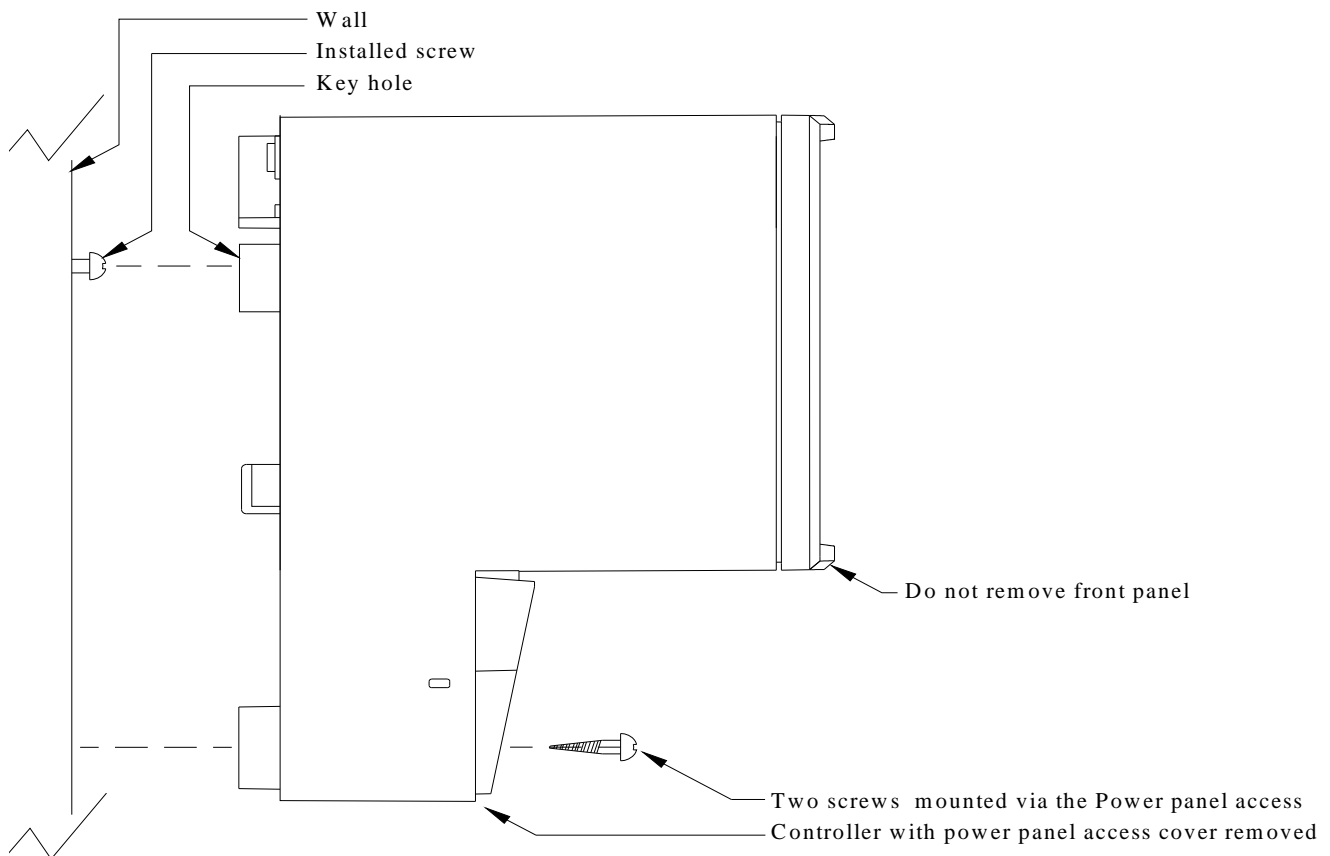 Wall
Installed screw
Key hole
Do not remove front panel
Two screws mounted via the Power panel access
Controller with power panel access cover removed